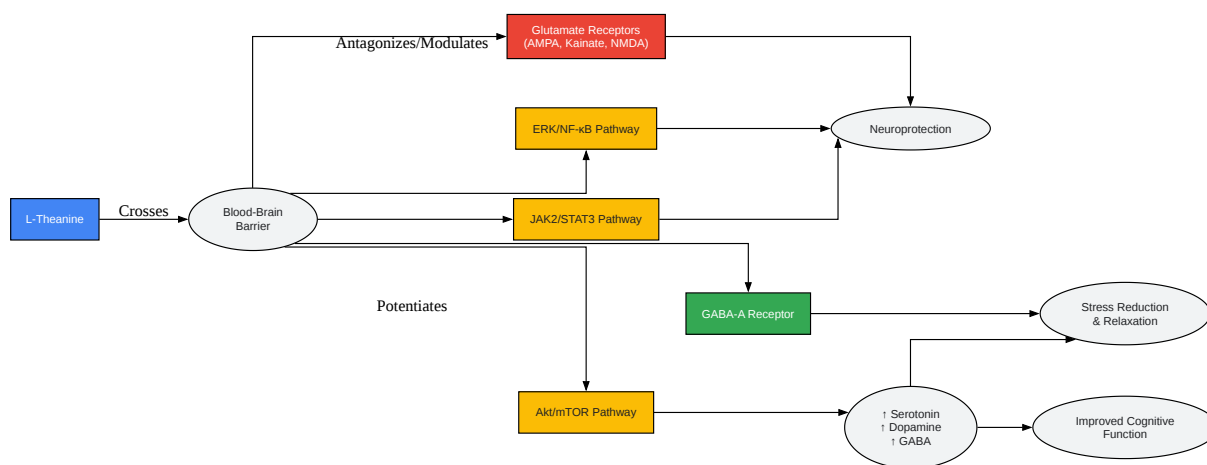 Glutamate Receptors
(AMPA, Kainate, NMDA)
Antagonizes/Modulates
ERK/NF-κB Pathway
Neuroprotection
L-Theanine
Crosses
Blood-Brain
Barrier
JAK2/STAT3 Pathway
Potentiates
GABA-A Receptor
Stress Reduction
& Relaxation
Akt/mTOR Pathway
↑ Serotonin
↑ Dopamine
↑ GABA
Improved Cognitive
Function